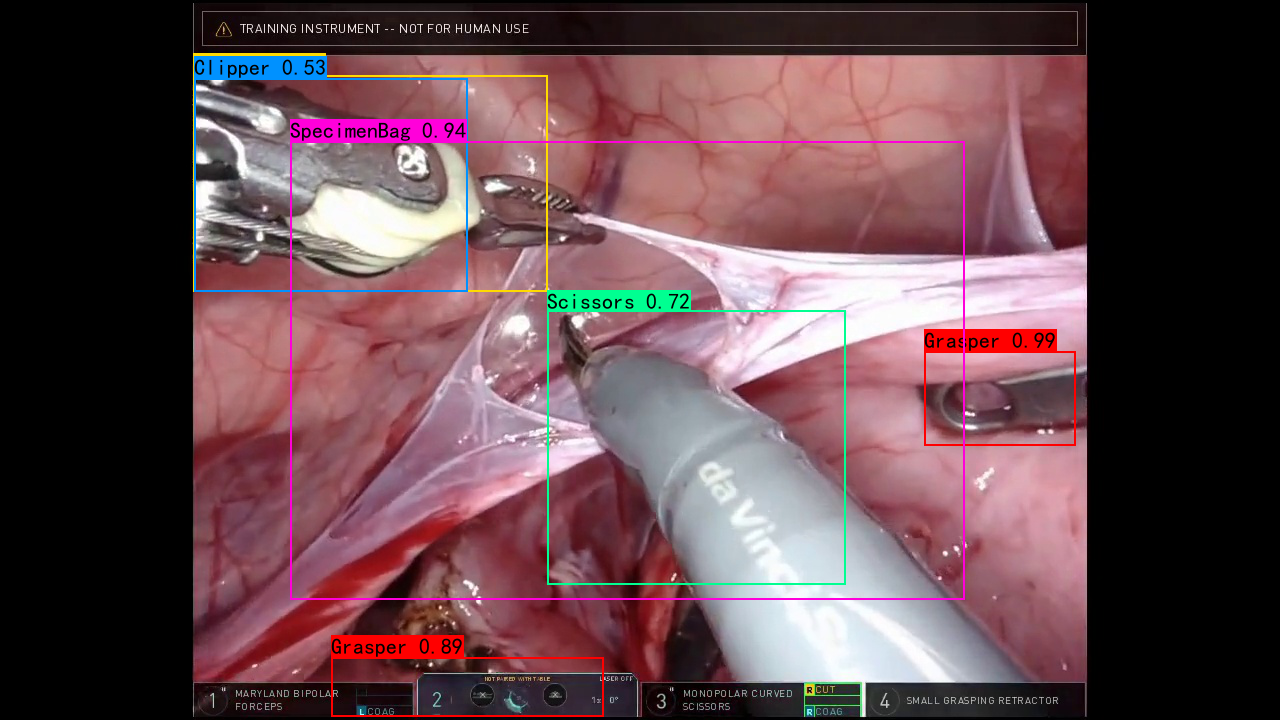 TRAINING INSTRUMENT -- NOT FOR HUMAN USE
Clipper 0.53
SpecimenBag 0.94
Scissors 0.72
Grasper 0.99
da Vinci
Grasper 0.89
1 MARYLAND BIPOLAR FORCEPS
L COAG
2
NOT PAIRED WITH TABLE
LASER OFF
0°
3 MONOPOLAR CURVED SCISSORS
R CUT
R COAG
4 SMALL GRASPING RETRACTOR